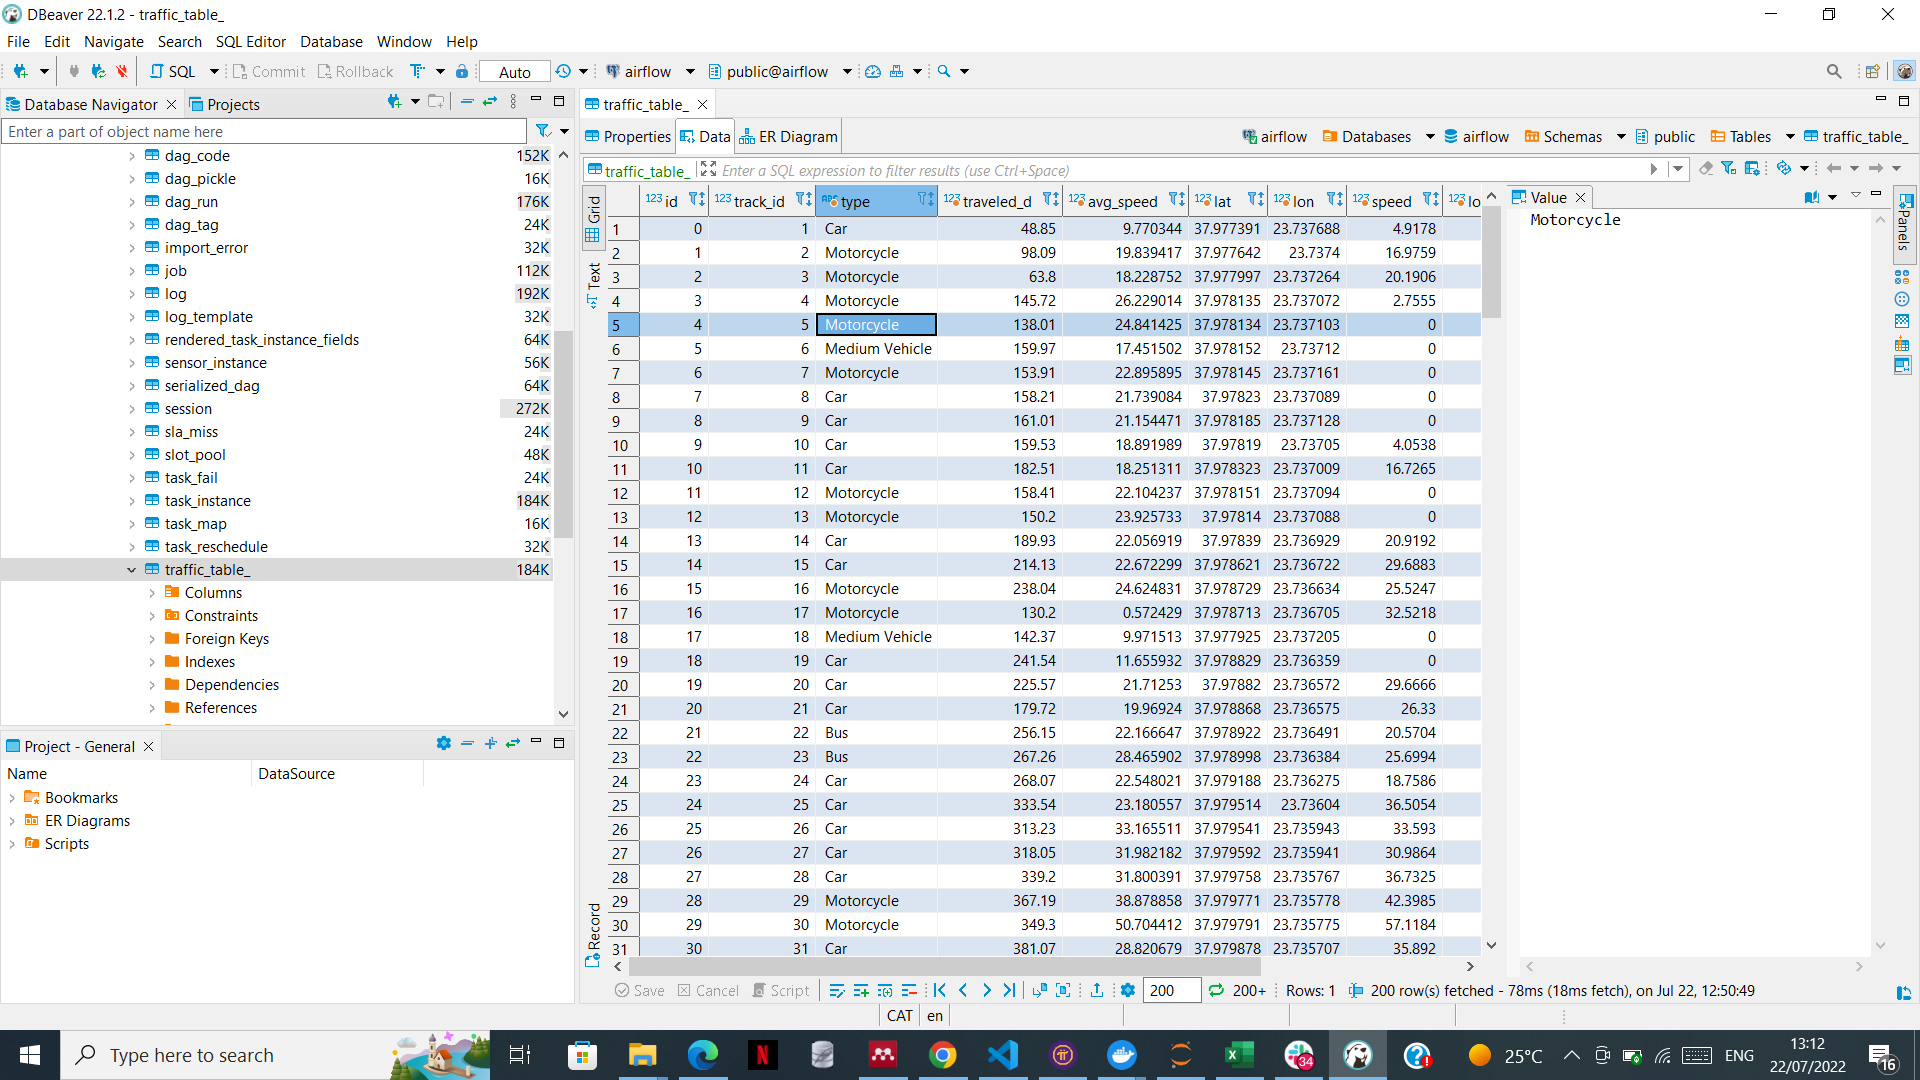 DBeaver 22.1.2 - traffic_table_
File Edit Navigate Search SQL Editor Database Window Help
SQL Commit Rollback Auto airflow public@airflow
Database Navigator Projects
Enter a part of object name here
dag_code 152K
dag_pickle 16K
dag_run 176K
dag_tag 24K
import_error 32K
job 112K
log 192K
log_template 32K
rendered_task_instance_fields 64K
sensor_instance 56K
serialized_dag 64K
session 272K
sla_miss 24K
slot_pool 48K
task_fail 24K
task_instance 184K
task_map 16K
task_reschedule 32K
traffic_table_ 184K
Columns
Constraints
Foreign Keys
Indexes
Dependencies
References
Project - General
Name DataSource
Bookmarks
ER Diagrams
Scripts
traffic_table_
Properties Data ER Diagram airflow Databases airflow Schemas public Tables traffic_table_
traffic_table_ Enter a SQL expression to filter results (use Ctrl+Space)
Grid
Text
Record
123 id 123 track_id ABC type 123 traveled_d 123 avg_speed 123 lat 123 lon 123 speed 123 lo
1 0 1 Car 48.85 9.770344 37.977391 23.737688 4.9178
2 1 2 Motorcycle 98.09 19.839417 37.977642 23.7374 16.9759
3 2 3 Motorcycle 63.8 18.228752 37.977997 23.737264 20.1906
4 3 4 Motorcycle 145.72 26.229014 37.978135 23.737072 2.7555
5 4 5 Motorcycle 138.01 24.841425 37.978134 23.737103 0
6 5 6 Medium Vehicle 159.97 17.451502 37.978152 23.73712 0
7 6 7 Motorcycle 153.91 22.895895 37.978145 23.737161 0
8 7 8 Car 158.21 21.739084 37.97823 23.737089 0
9 8 9 Car 161.01 21.154471 37.978185 23.737128 0
10 9 10 Car 159.53 18.891989 37.97819 23.73705 4.0538
11 10 11 Car 182.51 18.251311 37.978323 23.737009 16.7265
12 11 12 Motorcycle 158.41 22.104237 37.978151 23.737094 0
13 12 13 Motorcycle 150.2 23.925733 37.97814 23.737088 0
14 13 14 Car 189.93 22.056919 37.97839 23.736929 20.9192
15 14 15 Car 214.13 22.672299 37.978621 23.736722 29.6883
16 15 16 Motorcycle 238.04 24.624831 37.978729 23.736634 25.5247
17 16 17 Motorcycle 130.2 0.572429 37.978713 23.736705 32.5218
18 17 18 Medium Vehicle 142.37 9.971513 37.977925 23.737205 0
19 18 19 Car 241.54 11.655932 37.978829 23.736359 0
20 19 20 Car 225.57 21.71253 37.97882 23.736572 29.6666
21 20 21 Car 179.72 19.96924 37.978868 23.736575 26.33
22 21 22 Bus 256.15 22.166647 37.978922 23.736491 20.5704
23 22 23 Bus 267.26 28.465902 37.978998 23.736384 25.6994
24 23 24 Car 268.07 22.548021 37.979188 23.736275 18.7586
25 24 25 Car 333.54 23.180557 37.979514 23.73604 36.5054
26 25 26 Car 313.23 33.165511 37.979541 23.735943 33.593
27 26 27 Car 318.05 31.982182 37.979592 23.735941 30.9864
28 27 28 Car 339.2 31.800391 37.979758 23.735767 36.7325
29 28 29 Motorcycle 367.19 38.878858 37.979771 23.735778 42.3985
30 29 30 Motorcycle 349.3 50.704412 37.979791 23.735775 57.1184
31 30 31 Car 381.07 28.820679 37.979878 23.735707 35.892
Value
Motorcycle
Panels
Save Cancel Script 200 200+ Rows: 1 200 row(s) fetched - 78ms (18ms fetch), on Jul 22, 12:50:49
CAT en
Type here to search 34 25°C ENG 13:12
22/07/2022 16